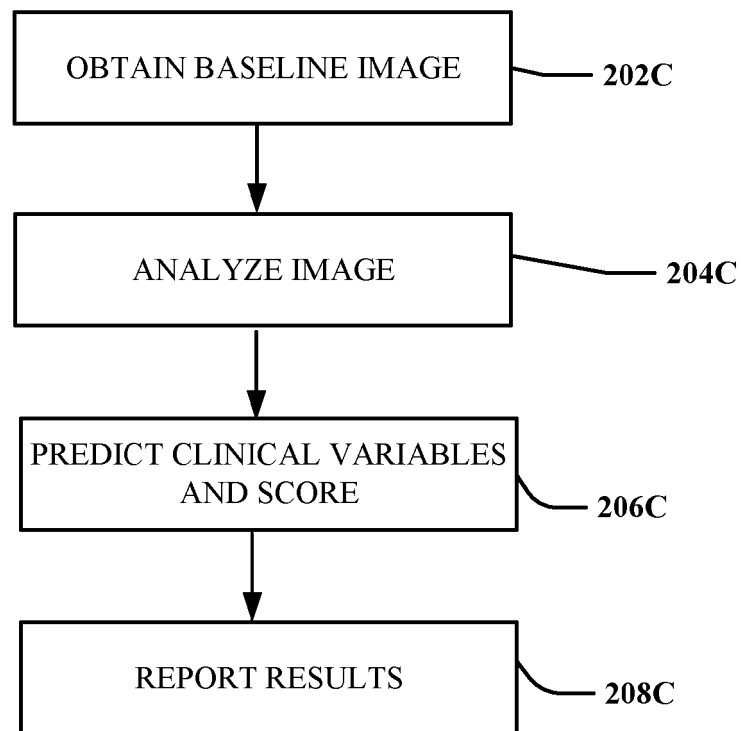 OBTAIN BASELINE IMAGE
202C
ANALYZE IMAGE
204C
PREDICT CLINICAL VARIABLES
AND SCORE
206C
REPORT RESULTS
208C